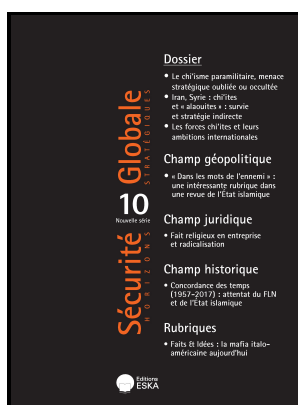 Sécurité Globale
HORIZONS STRATÉGIQUES
10
Nouvelle série
Dossier
• Le chi'isme paramilitaire, menace
stratégique oubliée ou occultée
• Iran, Syrie : chi'ites
et « alaouites » : survie
et stratégie indirecte
• Les forces chi'ites et leurs
ambitions internationales
Champ géopolitique
• « Dans les mots de l'ennemi » :
une intéressante rubrique dans
une revue de l'État islamique
Champ juridique
• Fait religieux en entreprise
et radicalisation
Champ historique
• Concordance des temps
(1957-2017) : attentat du FLN
et de l'État islamique
Rubriques
• Faits & Idées : la mafia italo-
américaine aujourd'hui
Editions
ESKA